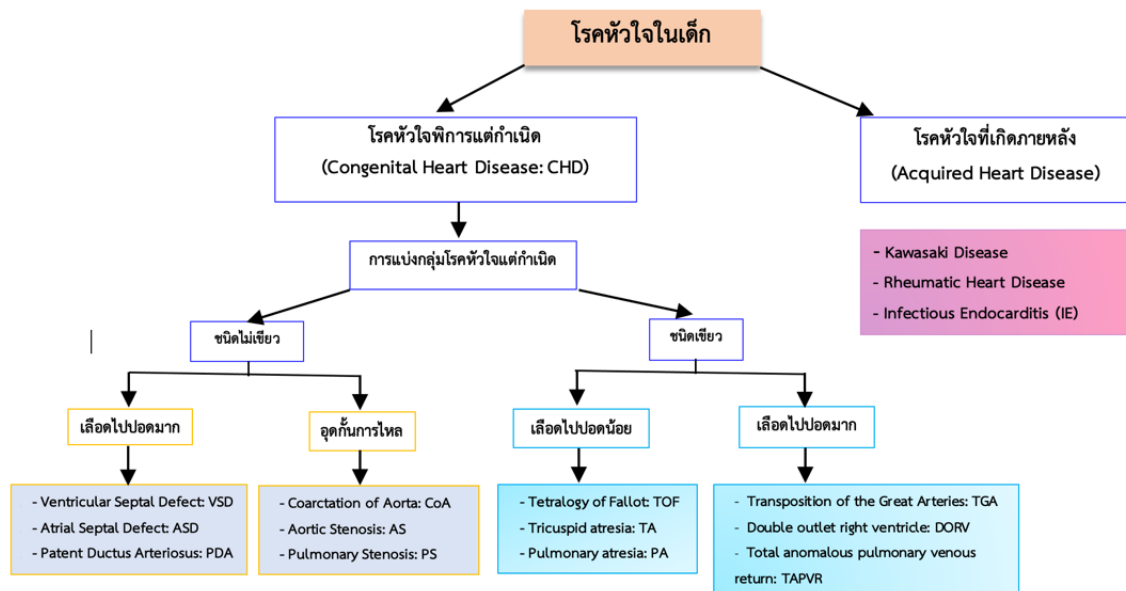 โรคหัวใจในเด็ก
โรคหัวใจพิการแต่กำเนิด
(Congenital Heart Disease: CHD)
โรคหัวใจที่เกิดภายหลัง
(Acquired Heart Disease)
การแบ่งกลุ่มโรคหัวใจแต่กำเนิด
- Kawasaki Disease
- Rheumatic Heart Disease
- Infectious Endocarditis (IE)
ชนิดไม่เขียว
ชนิดเขียว
เลือดไปปอดมาก
อุดกั้นการไหล
เลือดไปปอดน้อย
เลือดไปปอดมาก
- Ventricular Septal Defect: VSD
- Atrial Septal Defect: ASD
- Patent Ductus Arteriosus: PDA
- Coarctation of Aorta: CoA
- Aortic Stenosis: AS
- Pulmonary Stenosis: PS
- Tetralogy of Fallot: TOF
- Tricuspid atresia: TA
- Pulmonary atresia: PA
- Transposition of the Great Arteries: TGA
- Double outlet right ventricle: DORV
- Total anomalous pulmonary venous
return: TAPVR